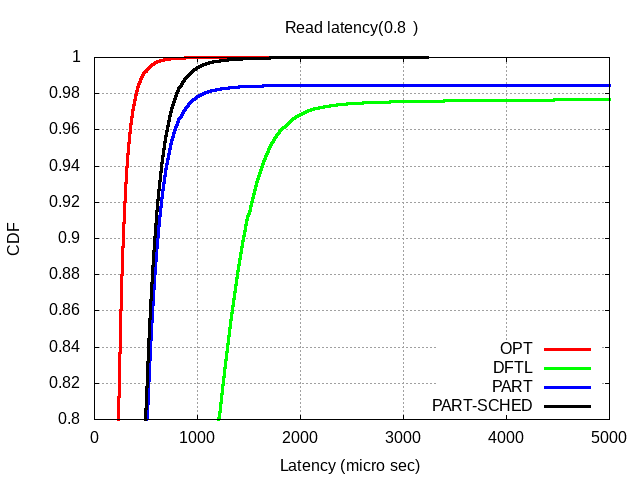 Read latency(0.8 )
1
0.98
0.96
0.94
0.92
0.9
0.88
0.86
0.84
0.82
0.8
CDF
OPT
DFTL
PART
PART-SCHED
0 1000 2000 3000 4000 5000
Latency (micro sec)